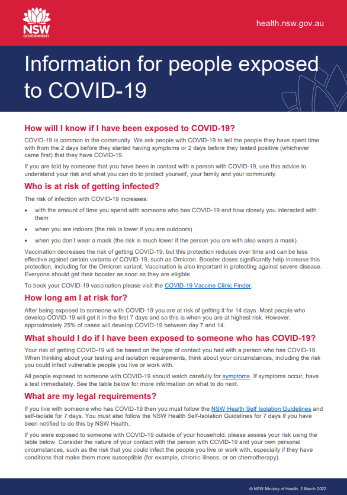 NSW
GOVERNMENT
health.nsw.gov.au
Information for people exposed
to COVID-19
How will I know if I have been exposed to COVID-19?
COVID-19 is common in the community. We ask people with COVID-19 to tell the people they have spent time
with from the 2 days before they started having symptoms or 2 days before they tested positive (whichever
came first) that they have COVID-19.
If you are told by someone that you have been in contact with a person with COVID-19, use this advice to
understand your risk and what you can do to protect yourself, your family and your community.
Who is at risk of getting infected?
The risk of infection with COVID-19 increases:
• with the amount of time you spend with someone who has COVID-19 and how closely you interacted with
them
• when you are indoors (the risk is lower if you are outdoors)
• when you don't wear a mask (the risk is much lower if the person you are with also wears a mask).
Vaccination decreases the risk of getting COVID-19, but this protection reduces over time and can be less
effective against certain variants of COVID-19, such as Omicron. Booster doses significantly help increase this
protection, including for the Omicron variant. Vaccination is also important in protecting against severe disease.
Everyone should get their booster as soon as they are eligible.
To book your COVID-19 vaccination please visit the COVID-19 Vaccine Clinic Finder.
How long am I at risk for?
After being exposed to someone with COVID-19 you are at risk of getting it for 14 days. Most people who
develop COVID-19 will get it in the first 7 days and so this is when you are at highest risk. However,
approximately 25% of cases will develop COVID-19 between day 7 and 14.
What should I do if I have been exposed to someone who has COVID-19?
Your risk of getting COVID-19 will be based on the type of contact you had with a person who has COVID-19.
When thinking about your testing and isolation requirements, think about your circumstances, including the risk
you could infect vulnerable people you live or work with.
All people exposed to someone with COVID-19 should watch carefully for symptoms. If symptoms occur, have
a test immediately. See the table below for more information on what to do next.
What are my legal requirements?
If you live with someone who has COVID-19 then you must follow the NSW Health Self Isolation Guidelines and
self-isolate for 7 days. You must also follow the NSW Health Self-Isolation Guidelines for 7 days if you have
been notified to do this by NSW Health.
If you were exposed to someone with COVID-19 outside of your household, please assess your risk using the
table below. Consider the nature of your contact with the person with COVID-19 and your own personal
circumstances, such as the risk that you could infect the people you live or work with, especially if they have
conditions that make them more susceptible (for example, chronic illness, or on chemotherapy).
© NSW Ministry of Health. 2 March 2022